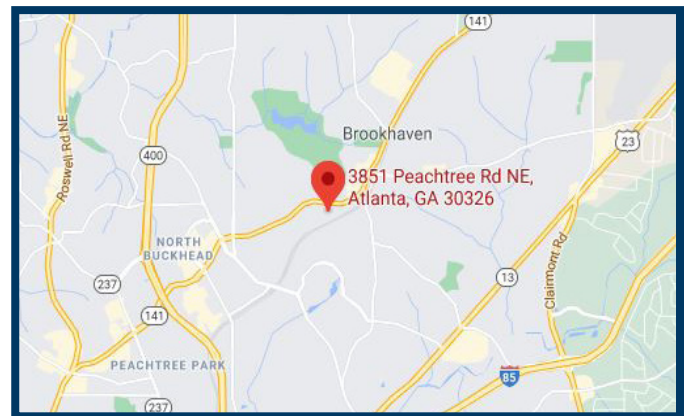 141
Brookhaven
23
Roswell Rd NE
400
3851 Peachtree Rd NE,
Atlanta, GA 30326
NORTH
BUCKHEAD
13
Clairmont Rd
237
141
PEACHTREE PARK
85
237